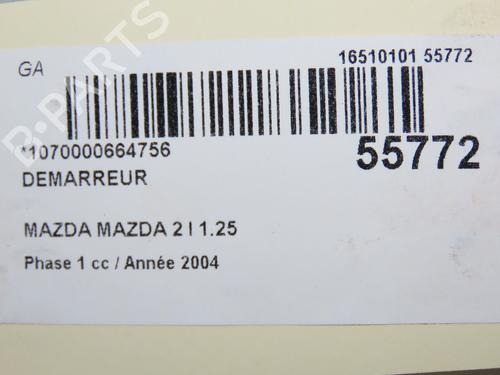 GA
16510101 55772
*1070000664756
55772
DEMARREUR
MAZDA MAZDA 2 I 1.25
Phase 1 cc / Année 2004
B-PARTS